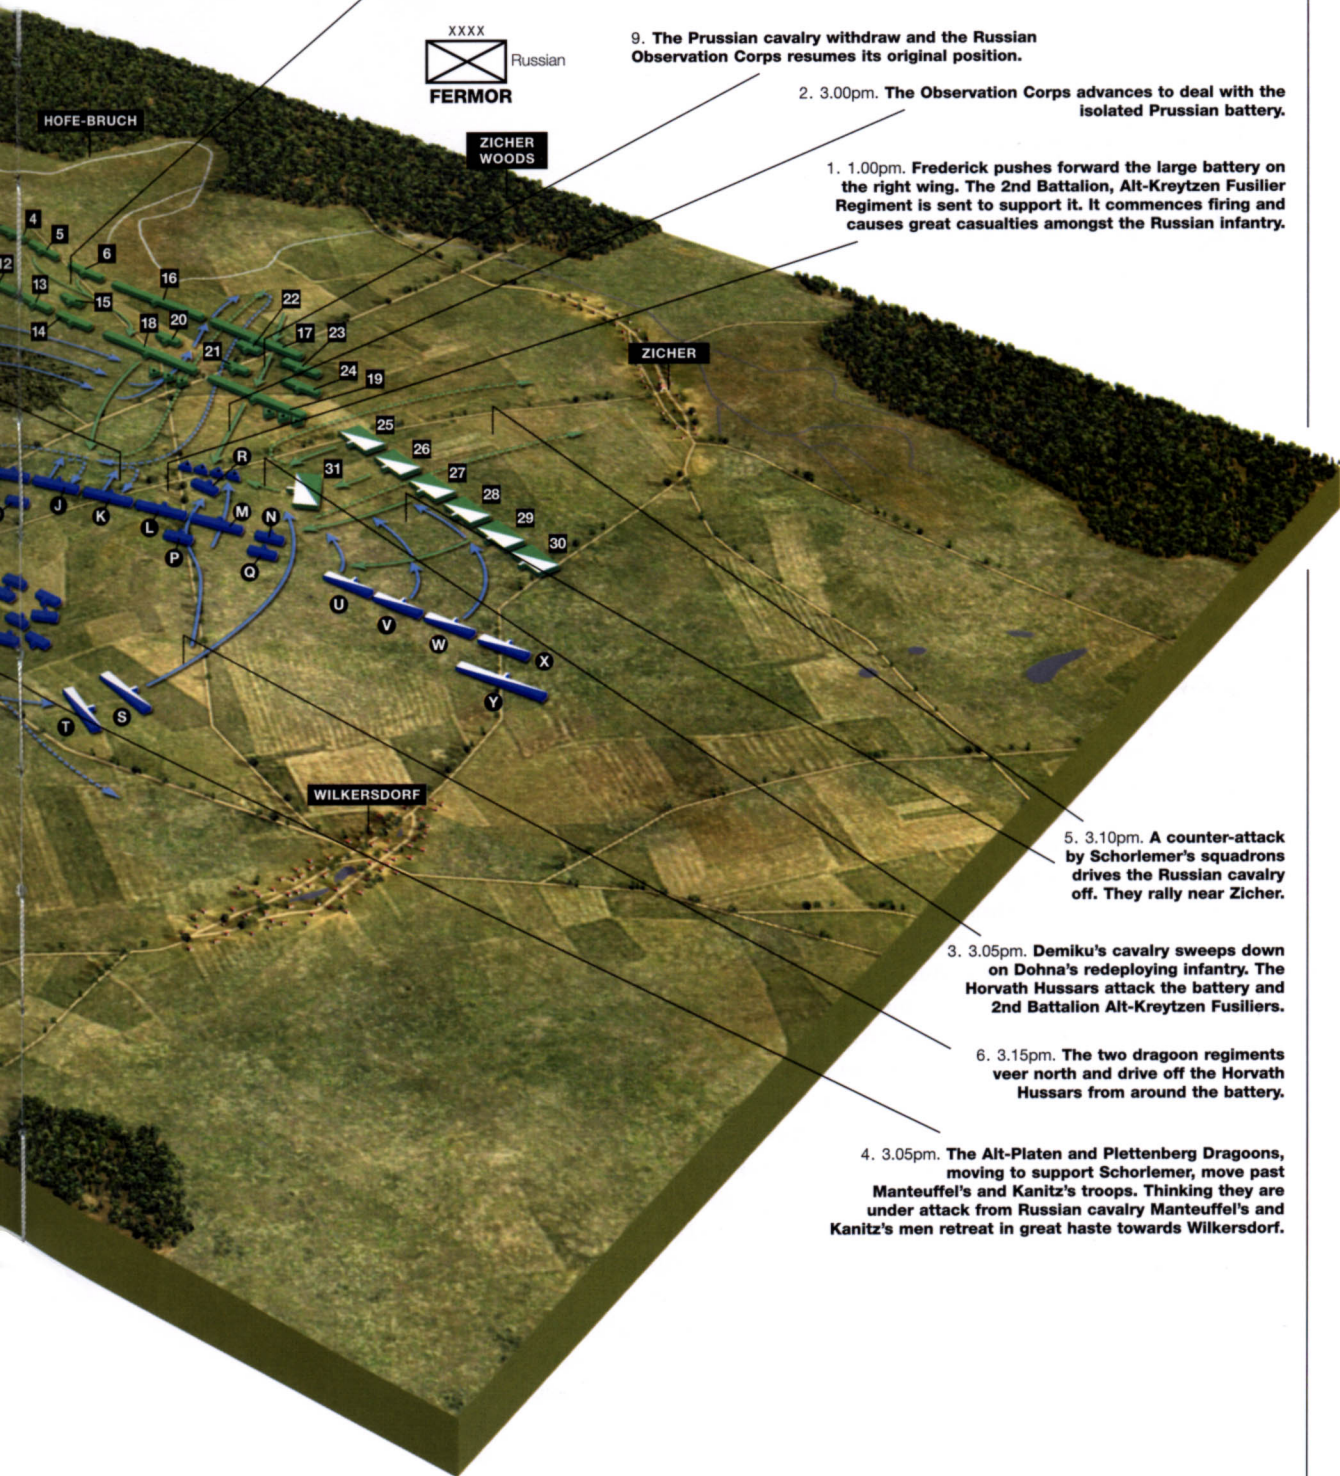 XXXX
Russian
FERMOR
9. The Prussian cavalry withdraw and the Russian
Observation Corps resumes its original position.
2. 3.00pm. The Observation Corps advances to deal with the
isolated Prussian battery.
1. 1.00pm. Frederick pushes forward the large battery on
the right wing. The 2nd Battalion, Alt-Kreytzen Fusilier
Regiment is sent to support it. It commences firing and
causes great casualties amongst the Russian infantry.
HOFE-BRUCH
ZICHER
WOODS
4
5
6
12
13
14
15
16
18
20
21
22
17
23
24
19
ZICHER
25
26
27
28
29
30
31
R
J
K
L
M
N
P
Q
U
V
W
X
Y
T
S
WILKERSDORF
5. 3.10pm. A counter-attack
by Schorlemer's squadrons
drives the Russian cavalry
off. They rally near Zicher.
3. 3.05pm. Demiku's cavalry sweeps down
on Dohna's redeploying infantry. The
Horvath Hussars attack the battery and
2nd Battalion Alt-Kreytzen Fusiliers.
6. 3.15pm. The two dragoon regiments
veer north and drive off the Horvath
Hussars from around the battery.
4. 3.05pm. The Alt-Platen and Plettenberg Dragoons,
moving to support Schorlemer, move past
Manteuffel's and Kanitz's troops. Thinking they are
under attack from Russian cavalry Manteuffel's and
Kanitz's men retreat in great haste towards Wilkersdorf.